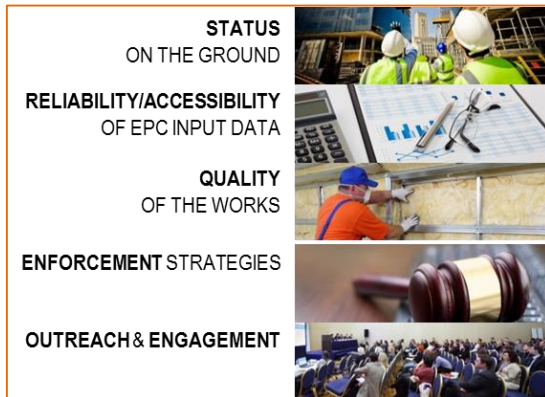 STATUS
ON THE GROUND
RELIABILITY/ACCESSIBILITY
OF EPC INPUT DATA
QUALITY
OF THE WORKS
ENFORCEMENT STRATEGIES
OUTREACH & ENGAGEMENT